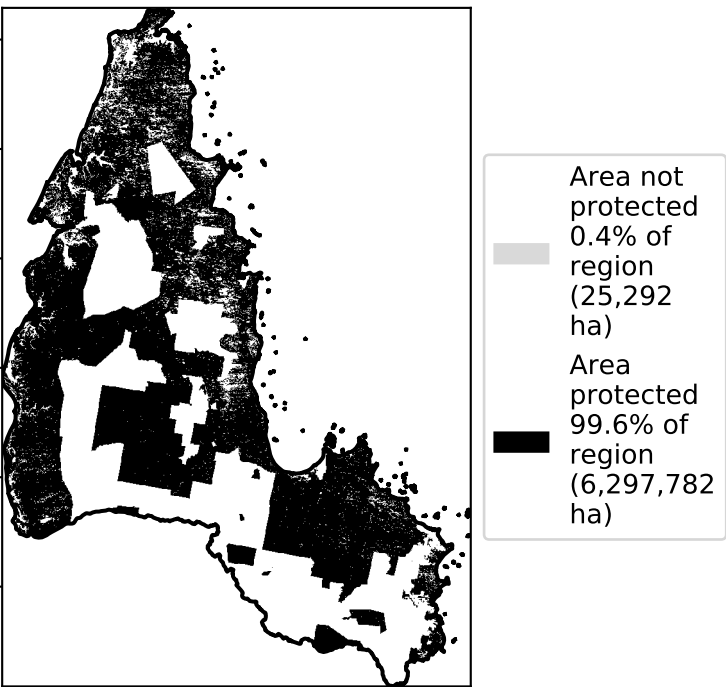 Area not
protected
0.4% of
region
(25,292
ha)
Area
protected
99.6% of
region
(6,297,782
ha)